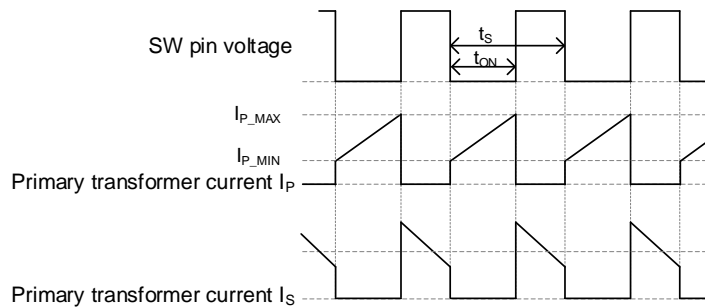 SW pin voltage
tS
tON
IP_MAX
IP_MIN
Primary transformer current IP
Primary transformer current IS